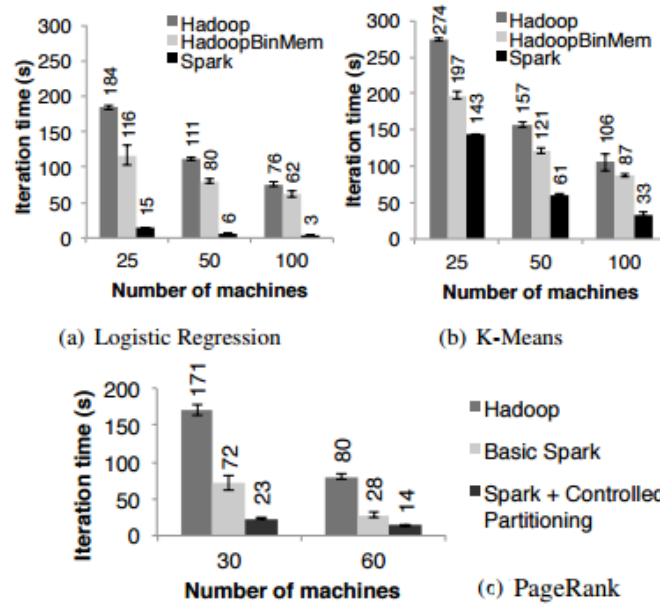 Iteration time (s)
300
250
200
150
100
50
0
Hadoop
HadoopBinMem
Spark
184
116
15
111
80
6
76
62
3
25
50
100
Number of machines
(a) Logistic Regression
Iteration time (s)
300
250
200
150
100
50
0
Hadoop
HadoopBinMem
Spark
274
197
143
157
121
61
106
87
33
25
50
100
Number of machines
(b) K-Means
Iteration time (s)
200
150
100
50
0
171
72
23
80
28
14
30
60
Number of machines
Hadoop
Basic Spark
Spark + Controlled
Partitioning
(c) PageRank